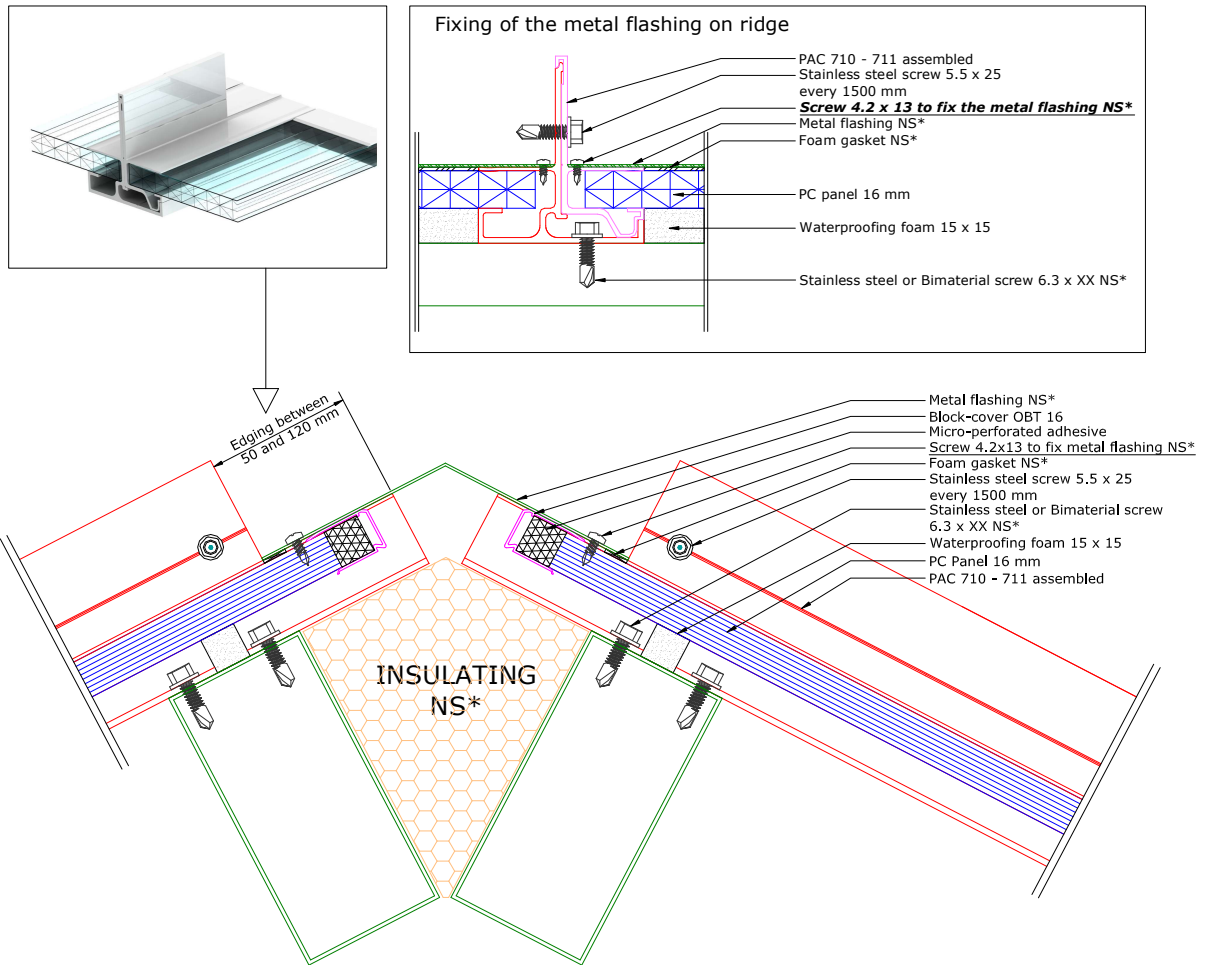 Fixing of the metal flashing on ridge
PAC 710 - 711 assembled
Stainless steel screw 5.5 x 25
every 1500 mm
Screw 4.2 x 13 to fix the metal flashing NS*
Metal flashing NS*
Foam gasket NS*
PC panel 16 mm
Waterproofing foam 15 x 15
Stainless steel or Bimaterial screw 6.3 x XX NS*
Edging between
50 and 120 mm
Metal flashing NS*
Block-cover OBT 16
Micro-perforated adhesive
Screw 4.2x13 to fix metal flashing NS*
Foam gasket NS*
Stainless steel screw 5.5 x 25
every 1500 mm
Stainless steel or Bimaterial screw
6.3 x XX NS*
Waterproofing foam 15 x 15
PC Panel 16 mm
PAC 710 - 711 assembled
INSULATING
NS*